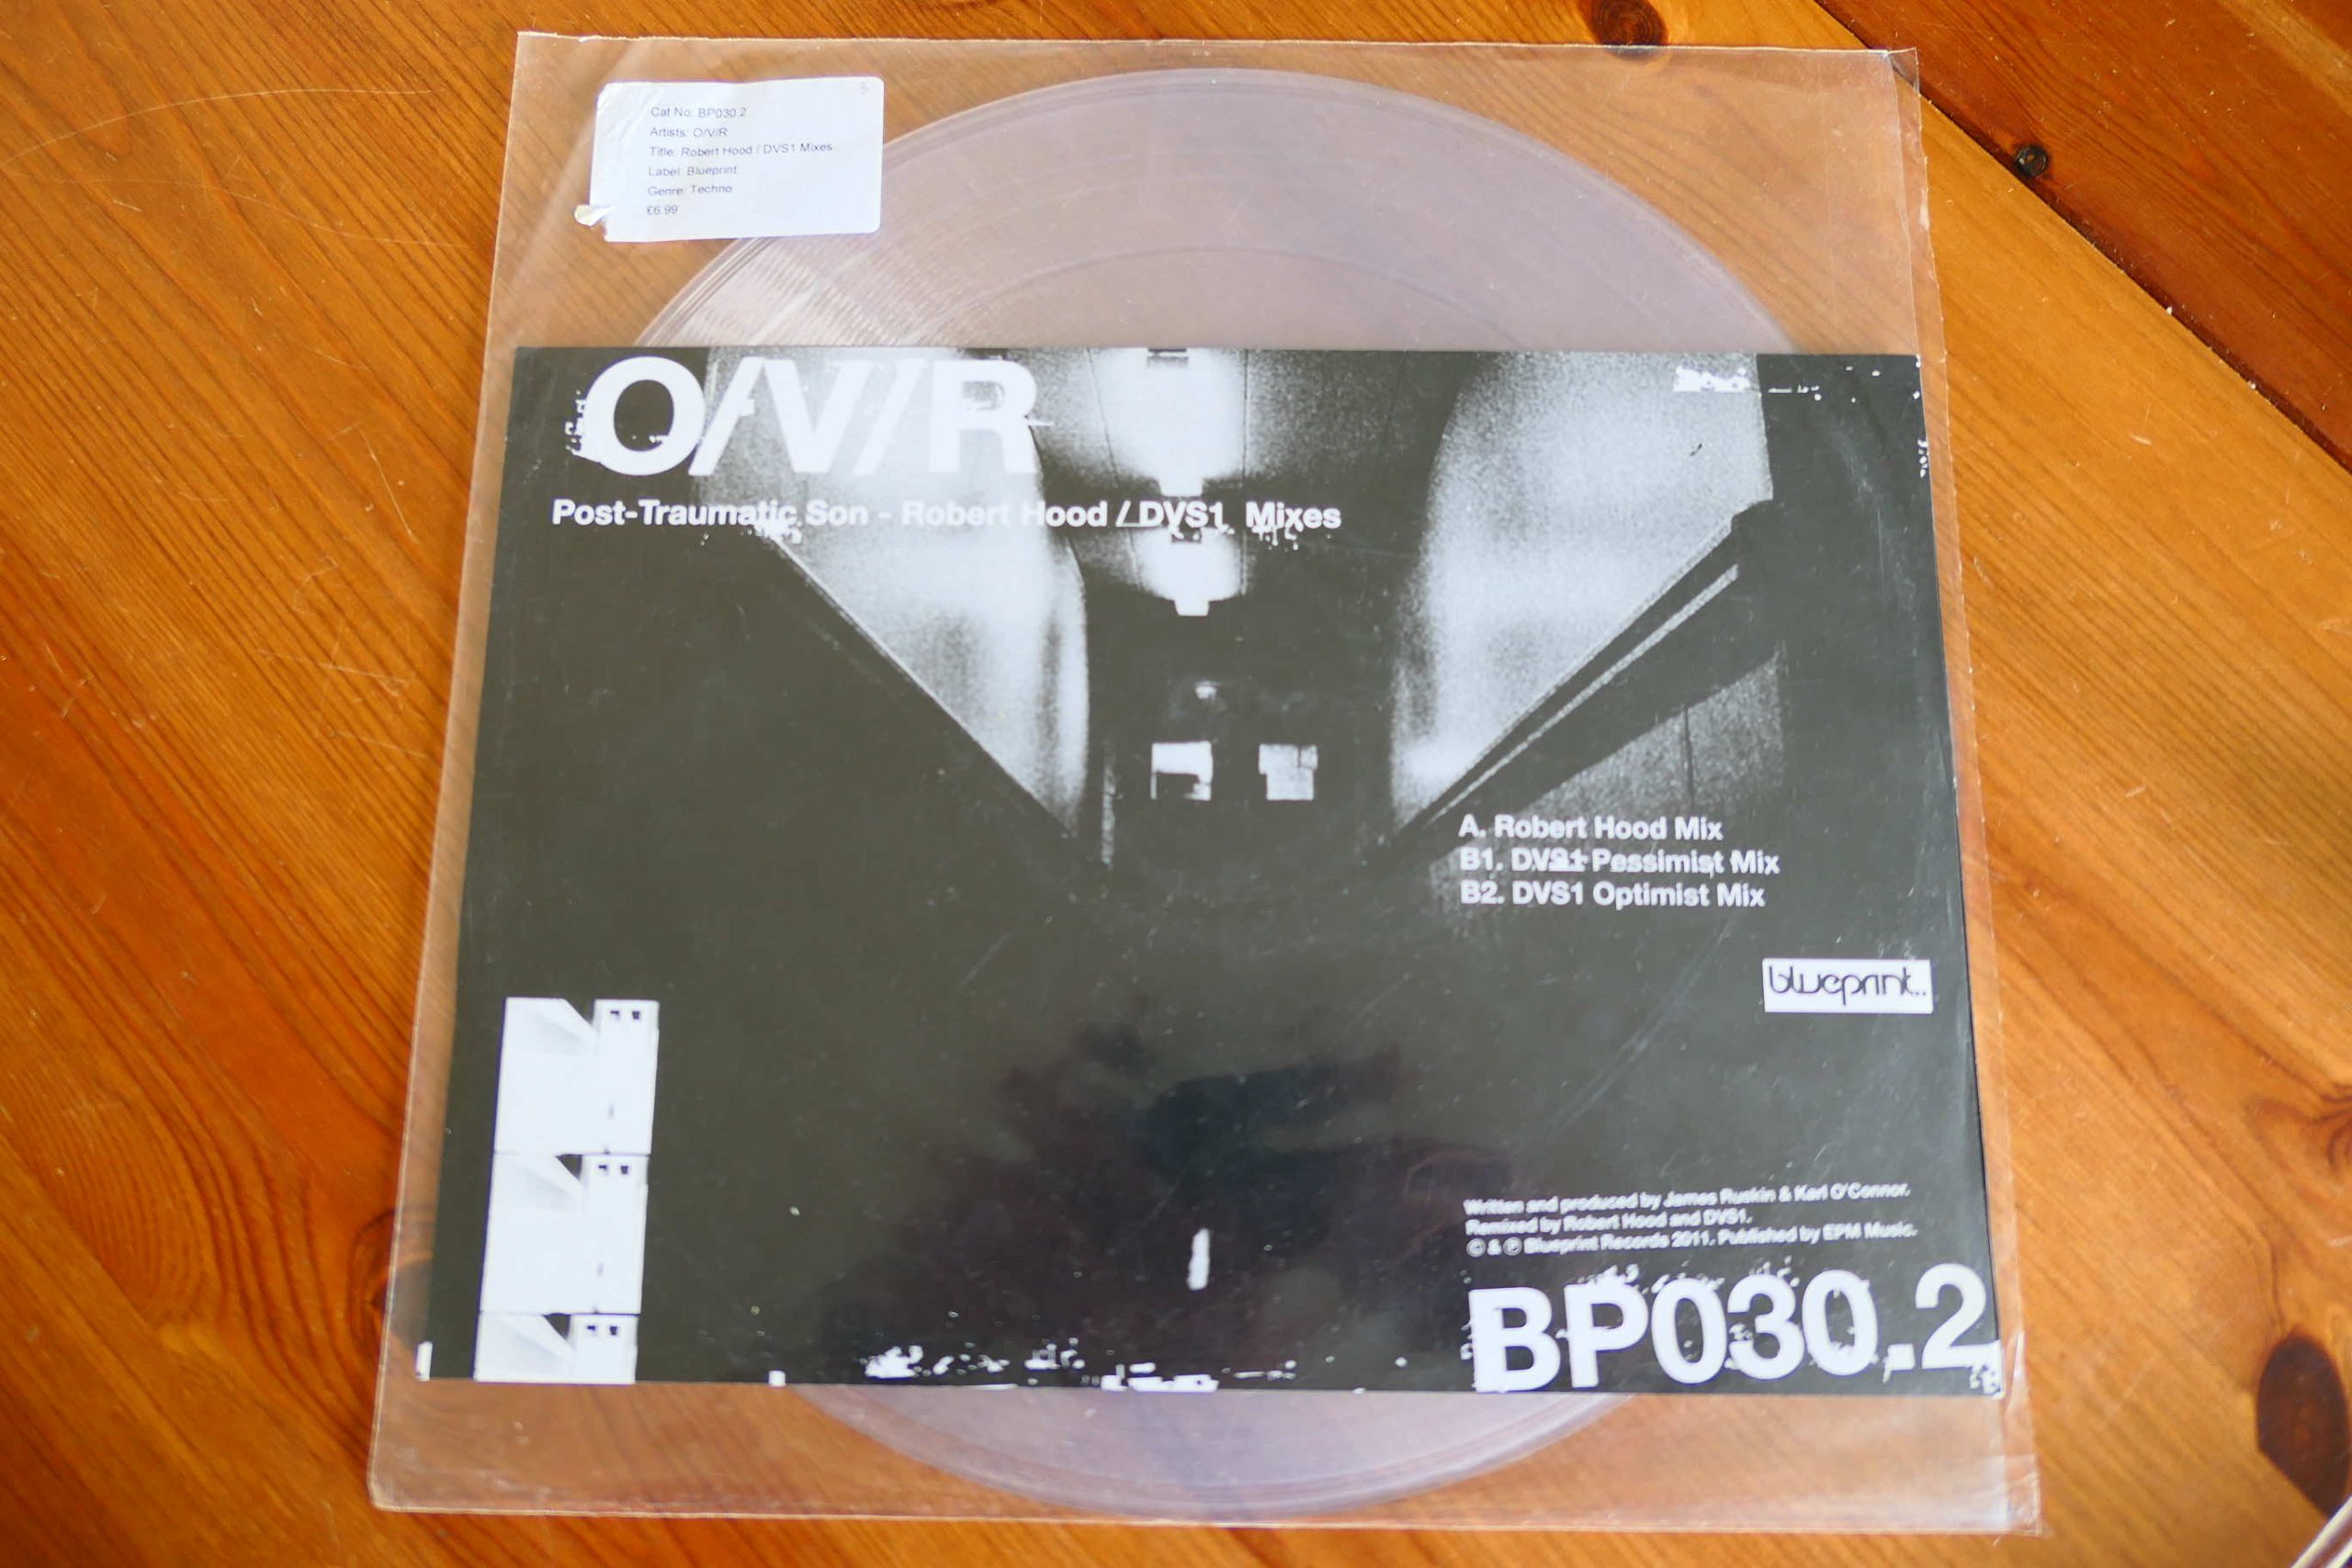 3
Cat No: BP030.2
Artists: O/V/R
Title: Robert Hood / DVS1 Mixes
Label: Blueprint
Genre: Techno
£6.99
O/V/R
Post-Traumatic Son - Robert Hood / DVS1 Mixes
A. Robert Hood Mix
B1. DVS1 Pessimist Mix
B2. DVS1 Optimist Mix
blueprint..
Written and produced by James Ruskin & Karl O'Connor.
Remixed by Robert Hood and DVS1.
© & ℗ Blueprint Records 2011. Published by EPM Music.
BP030.2